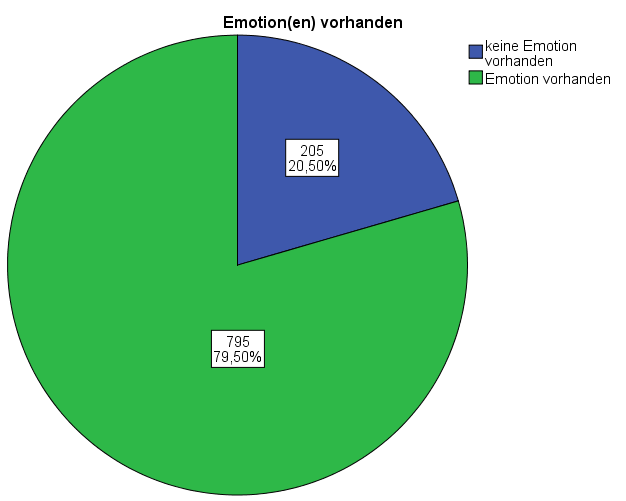 Emotion(en) vorhanden
keine Emotion
vorhanden
Emotion vorhanden
205
20,50%
795
79,50%